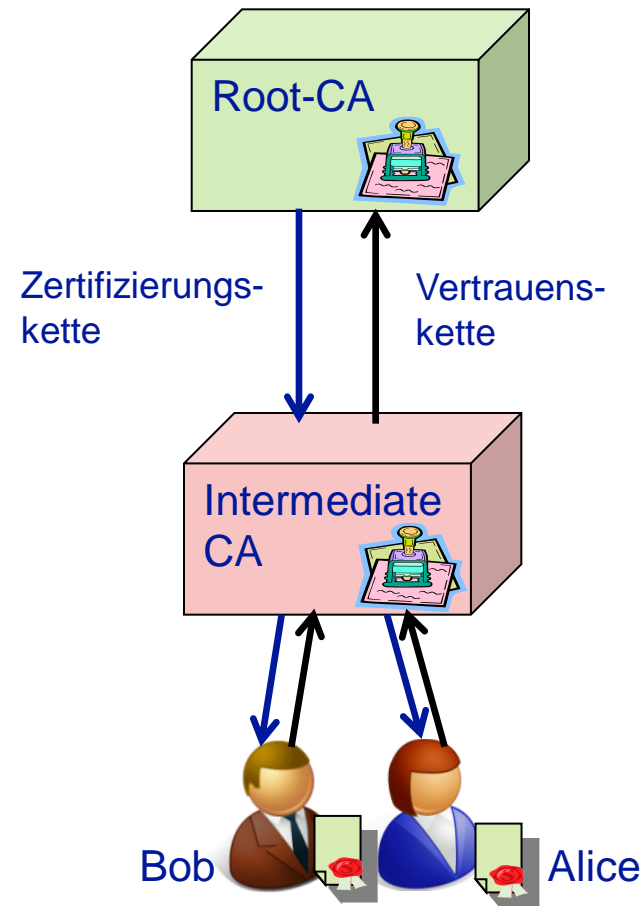 Root-CA
Zertifizierungs-
kette
Vertrauens-
kette
Intermediate
CA
Bob
Alice